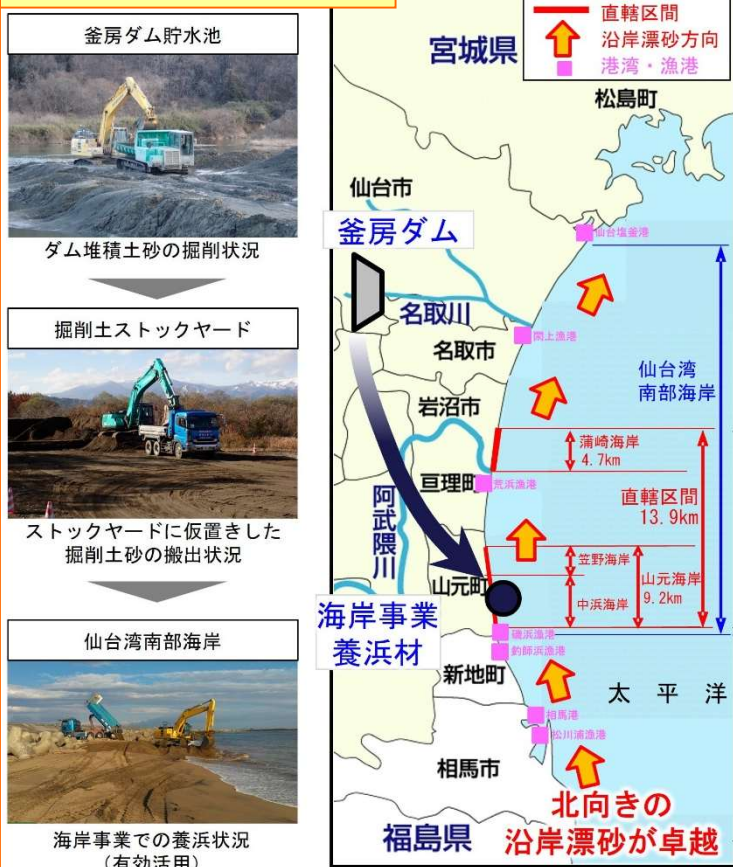 釜房ダム貯水池
ダム堆積土砂の掘削状況
掘削土ストックヤード
ストックヤードに仮置きした
掘削土砂の搬出状況
仙台湾南部海岸
海岸事業での養浜状況
(有効活用)
直轄区間
沿岸漂砂方向
港湾・漁港
宮城県
松島町
仙台市
仙台塩釜港
釜房ダム
名取川
閖上漁港
名取市
仙台湾
南部海岸
岩沼市
蒲崎海岸
4.7km
亘理町
荒浜漁港
直轄区間
13.9km
阿武隈川
笠野海岸
山元町
山元海岸
9.2km
中浜海岸
海岸事業
養浜材
磯浜漁港
釣師浜漁港
新地町
太平洋
相馬港
松川浦漁港
相馬市
北向きの
沿岸漂砂が卓越
福島県